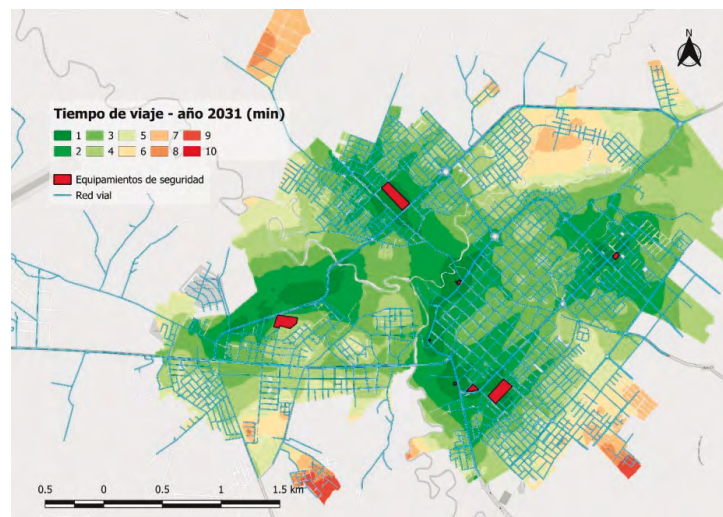 N
Tiempo de viaje - año 2031 (min)
1 3 5 7 9
2 4 6 8 10
Equipamientos de seguridad
Red vial
0.5 0 0.5 1 1.5 km